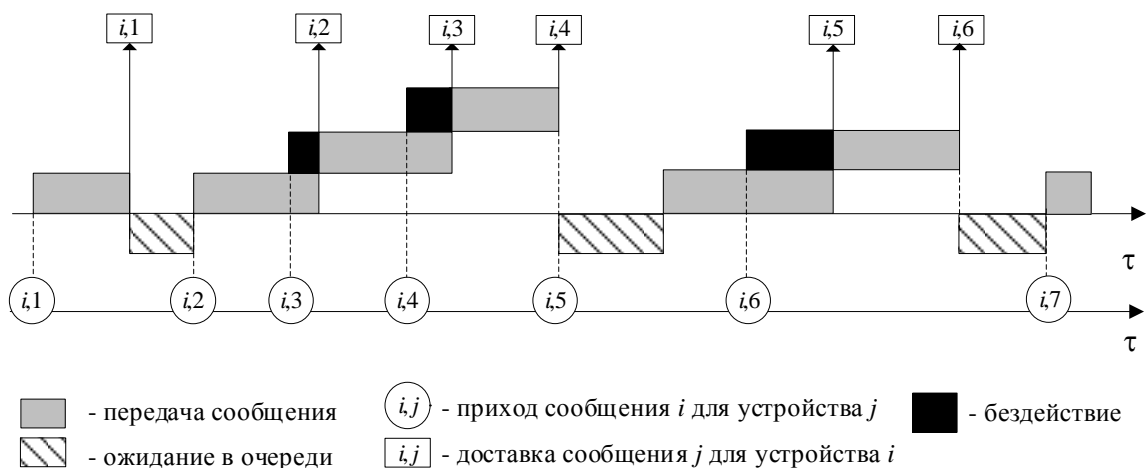 i,1 i,2 i,3 i,4 i,5 i,6
τ
i,1 i,2 i,3 i,4 i,5 i,6 i,7
τ
- передача сообщения
i,j - приход сообщения i для устройства j
- бездействие
- ожидание в очереди
i,j - доставка сообщения j для устройства i